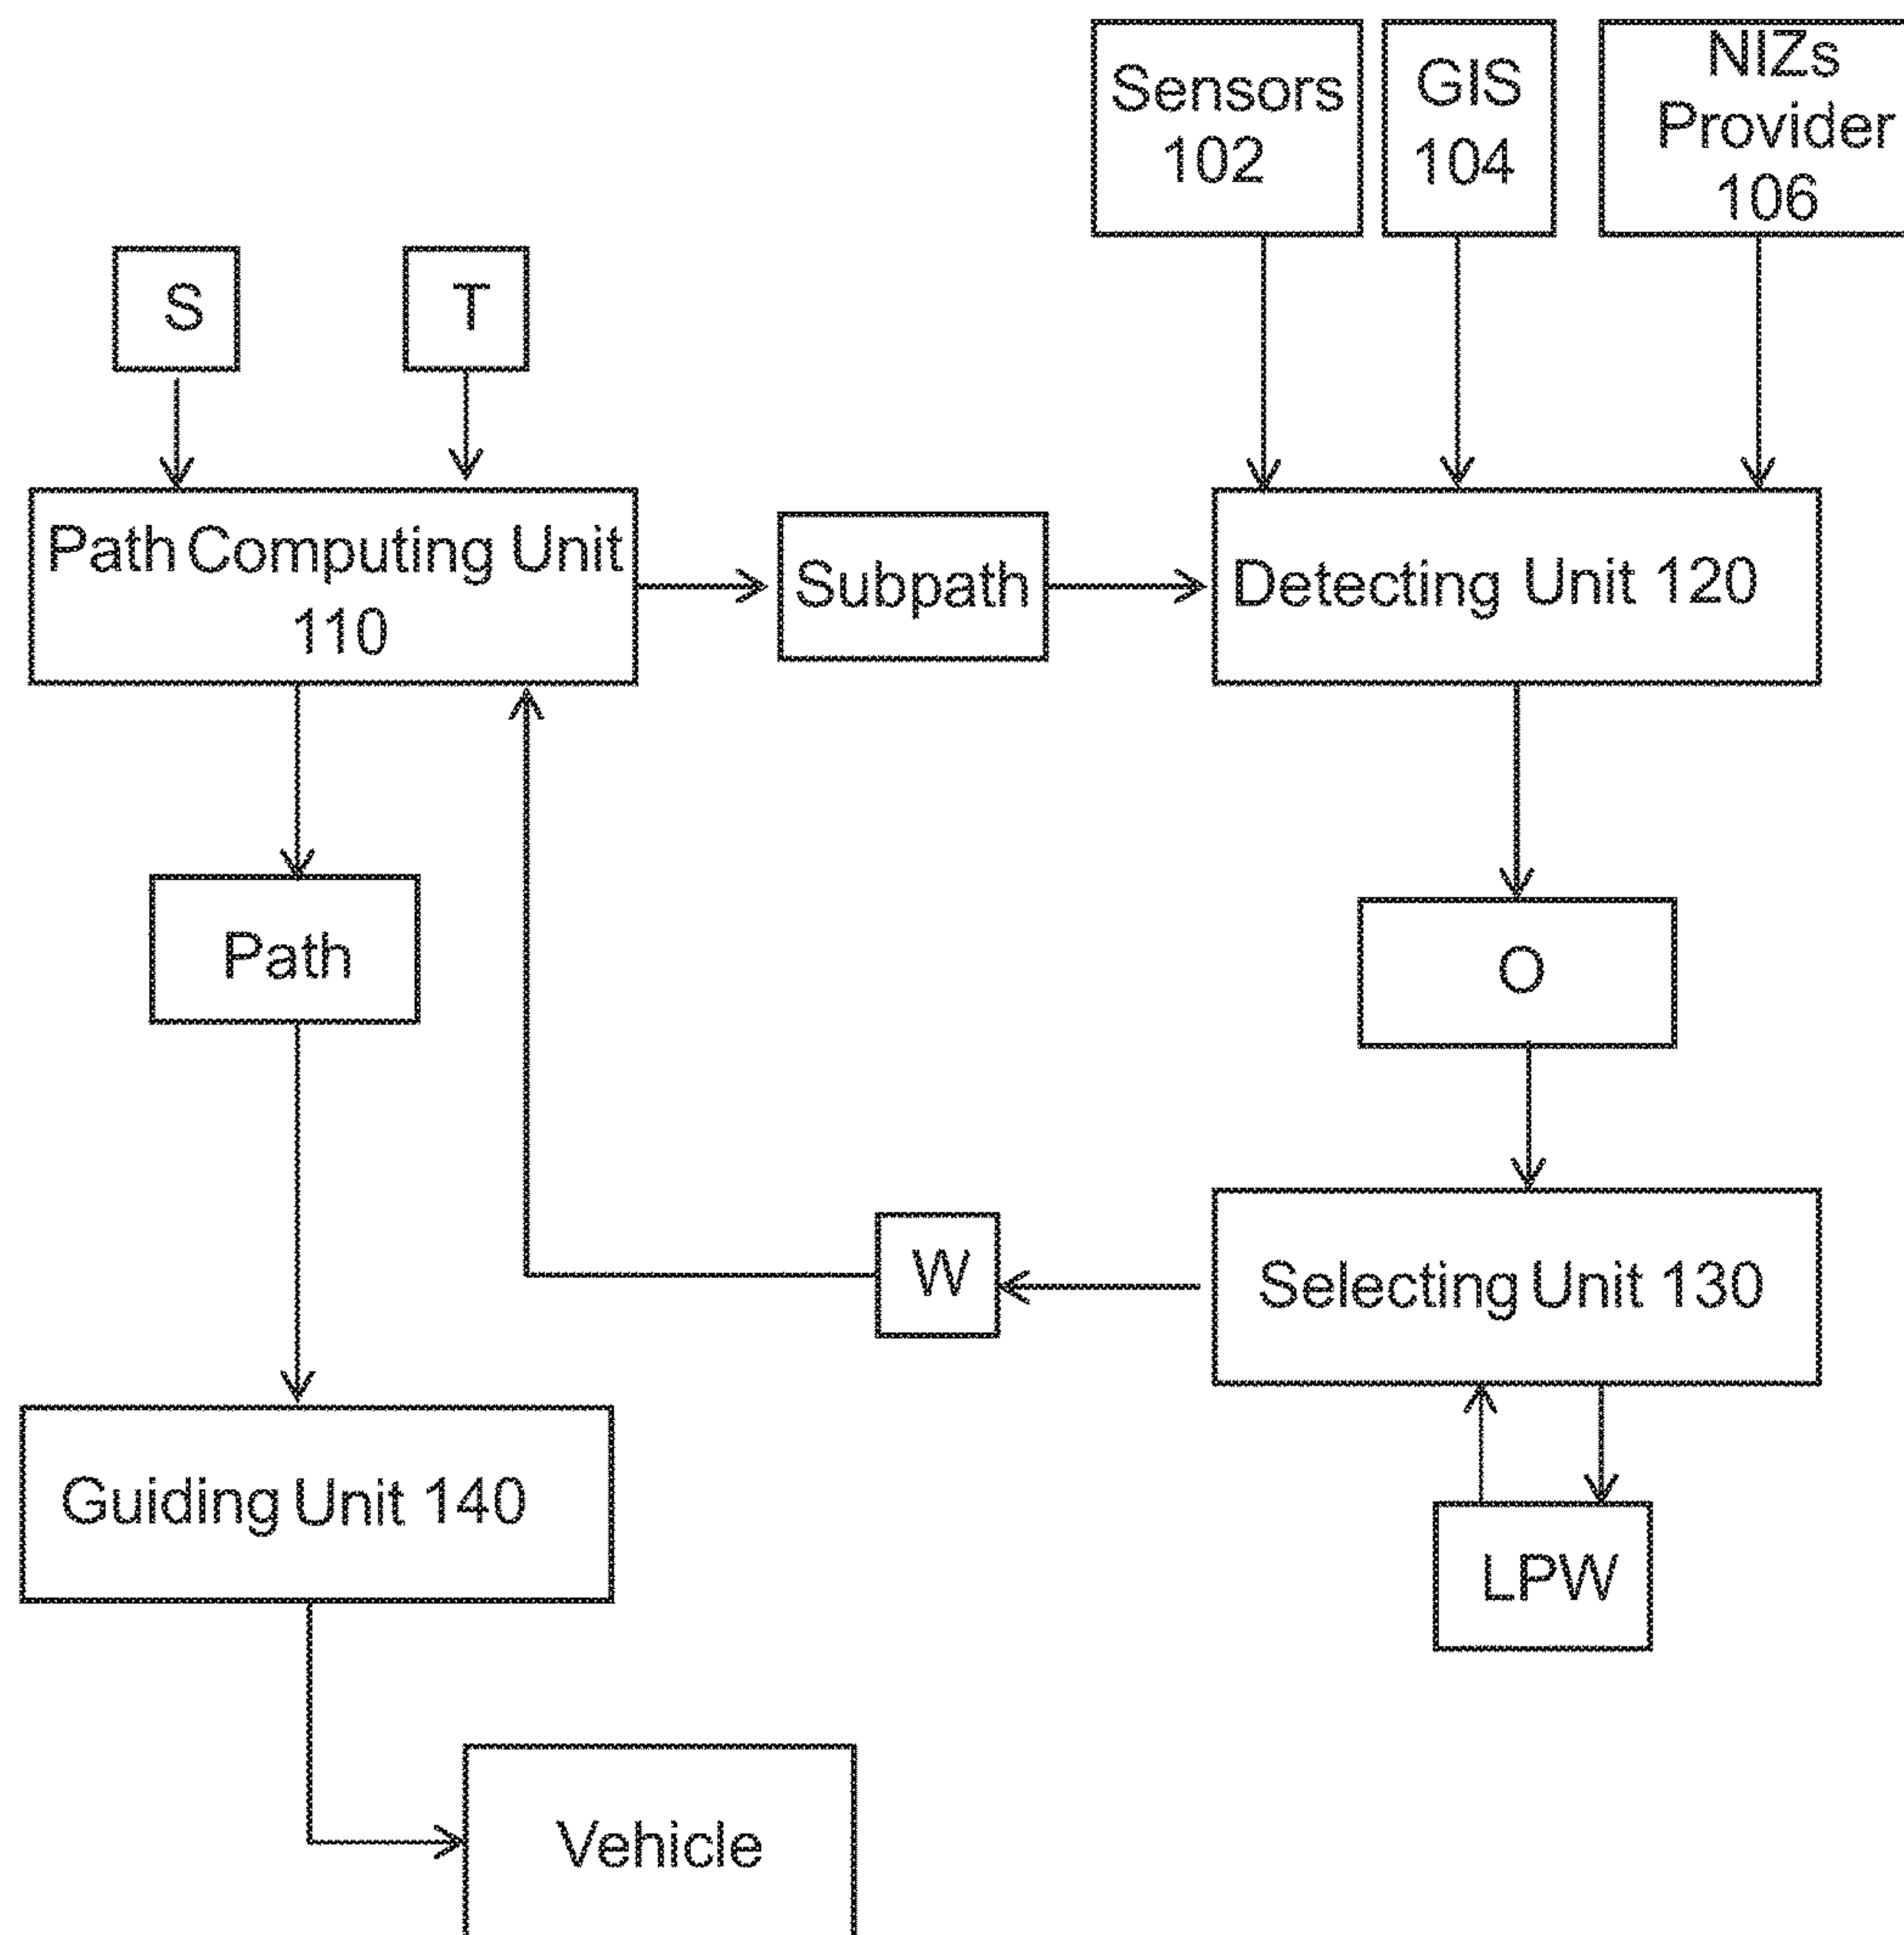 Sensors
102
GIS
104
NIZs
Provider
106
S
T
Path Computing Unit
110
Subpath
Detecting Unit 120
Path
O
W
Selecting Unit 130
Guiding Unit 140
LPW
Vehicle